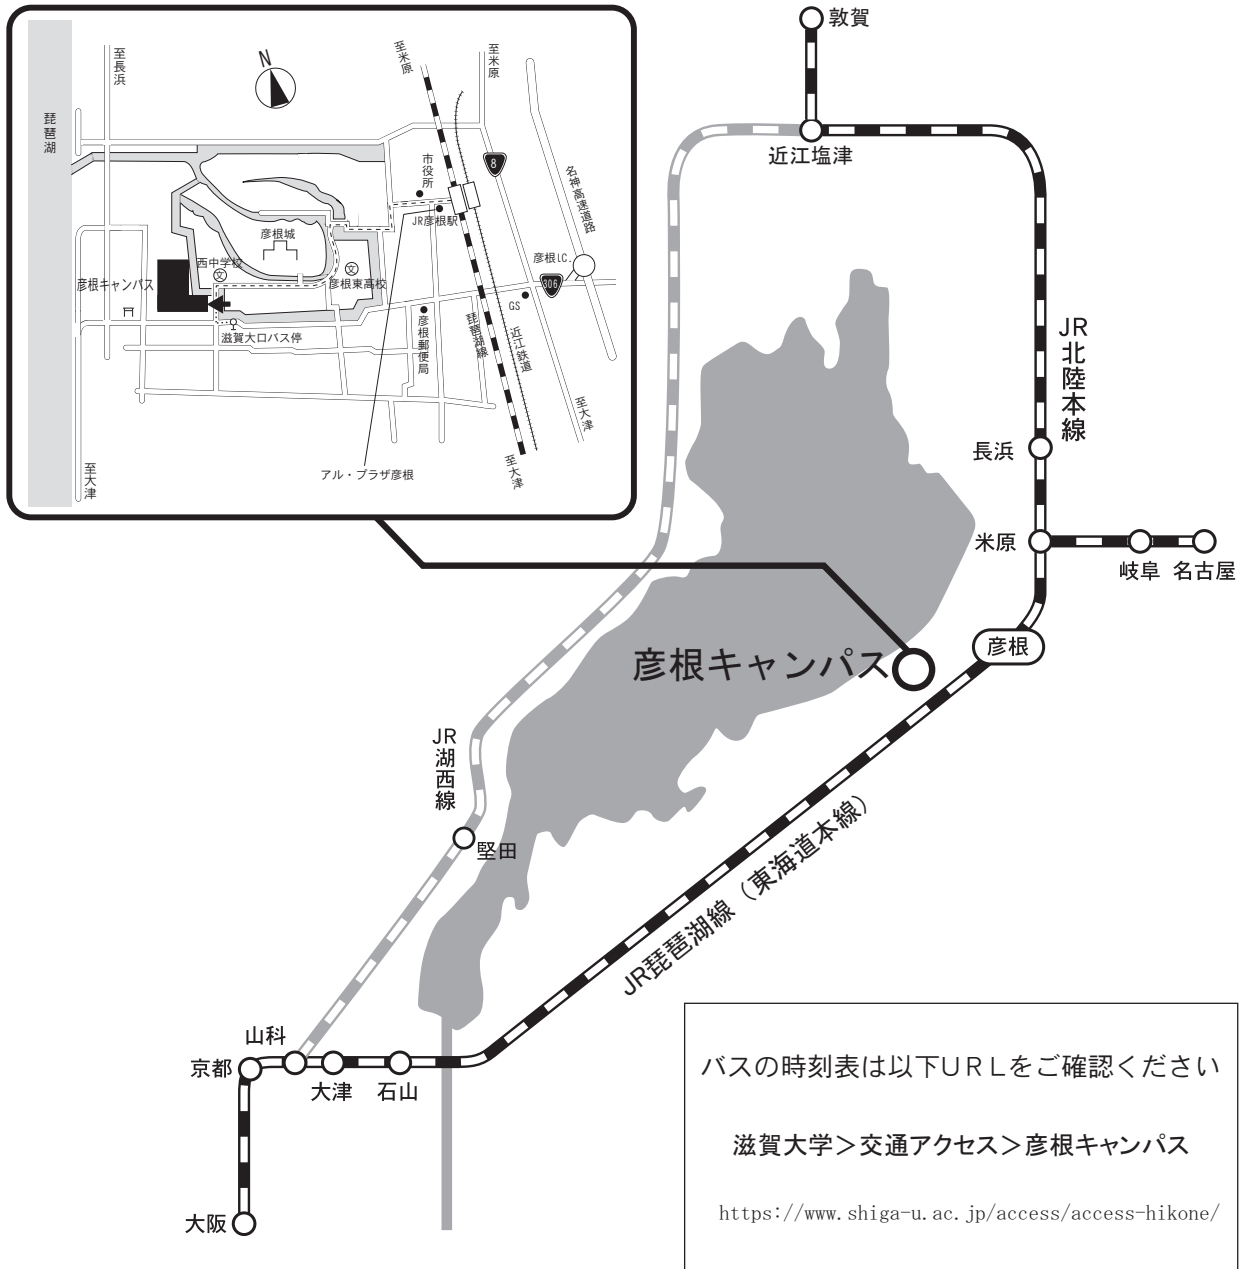 至長浜
琵琶湖
N
至米原
至米原
8
名神高速道路
市役所
JR彦根駅
彦根城
西中学校
文
文
彦根東高校
彦根キャンパス
彦根I.C.
306
GS
滋賀大口バス停
彦根郵便局
琵琶湖線
近江鉄道
至大津
至大津
至大津
アル・プラザ彦根
敦賀
近江塩津
JR北陸本線
長浜
米原
岐阜
名古屋
彦根
彦根キャンパス
JR湖西線
堅田
JR琵琶湖線（東海道本線）
山科
京都
大津
石山
大阪
バスの時刻表は以下URLをご確認ください
滋賀大学＞交通アクセス＞彦根キャンパス
https://www.shiga-u.ac.jp/access/access-hikone/